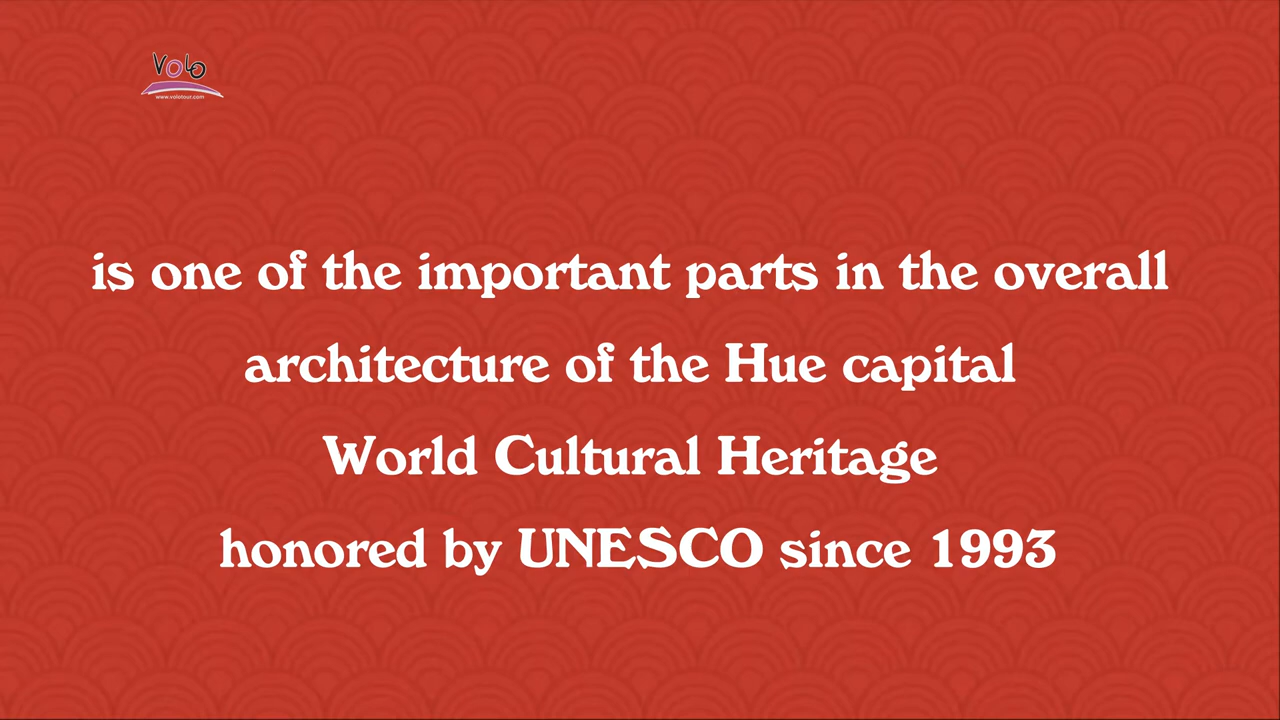 Volo
www.volotour.com
is one of the important parts in the overall
architecture of the Hue capital
World Cultural Heritage
honored by UNESCO since 1993